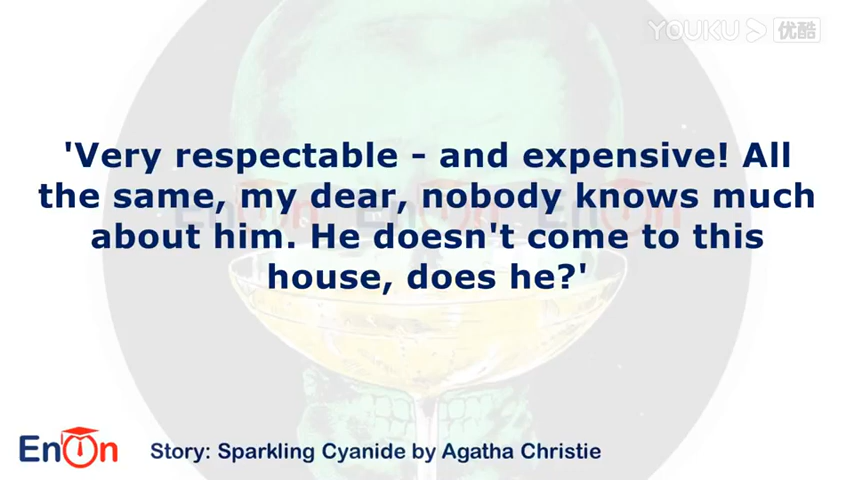 YOUKU 优酷
'Very respectable - and expensive! All
the same, my dear, nobody knows much
about him. He doesn't come to this
house, does he?'
EnOn
Story: Sparkling Cyanide by Agatha Christie